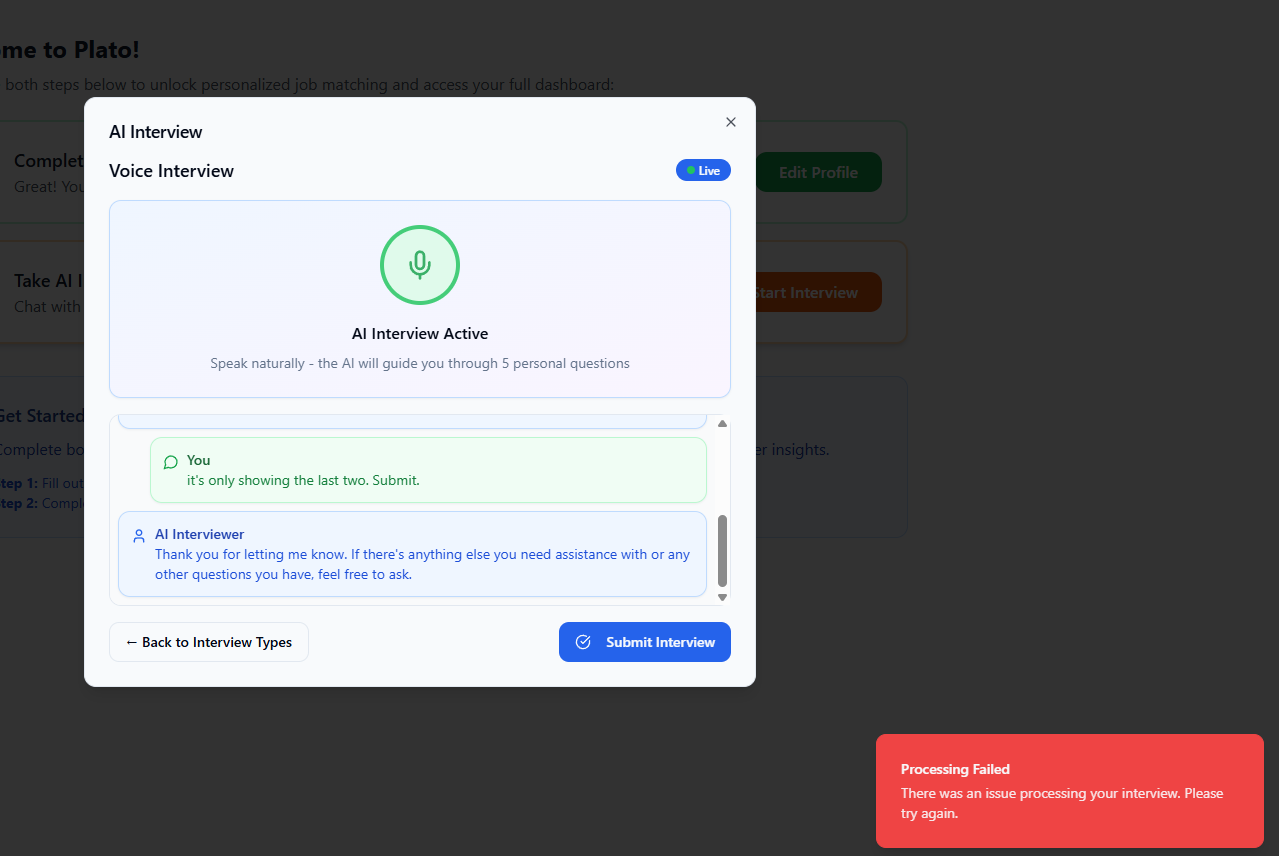 ome to Plato!
both steps below to unlock personalized job matching and access your full dashboard:
AI Interview
Voice Interview
Live
Complet
Great! You
Edit Profile
AI Interview Active
Speak naturally - the AI will guide you through 5 personal questions
Take AI I
Chat with
Start Interview
Get Started
Complete bo
er insights.
tep 1: Fill out
tep 2: Comple
You
it's only showing the last two. Submit.
AI Interviewer
Thank you for letting me know. If there's anything else you need assistance with or any
other questions you have, feel free to ask.
← Back to Interview Types
Submit Interview
Processing Failed
There was an issue processing your interview. Please
try again.